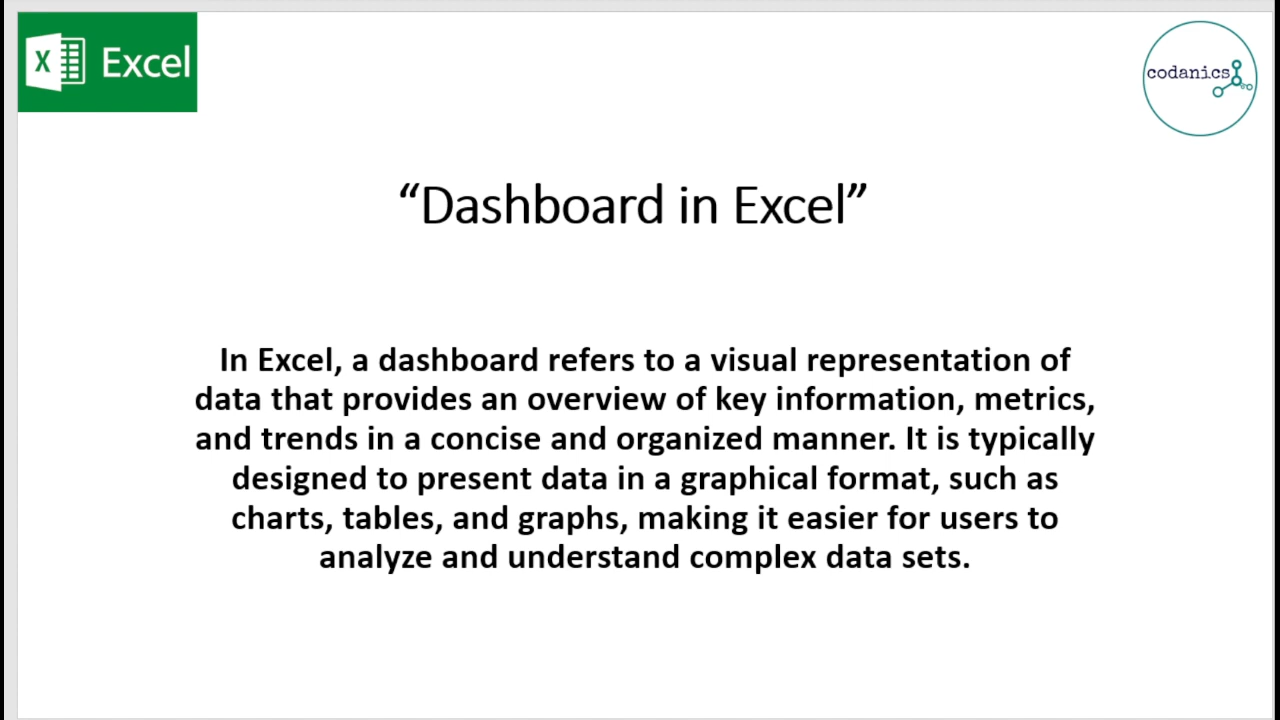 X Excel
codanics
“Dashboard in Excel”
In Excel, a dashboard refers to a visual representation of
data that provides an overview of key information, metrics,
and trends in a concise and organized manner. It is typically
designed to present data in a graphical format, such as
charts, tables, and graphs, making it easier for users to
analyze and understand complex data sets.